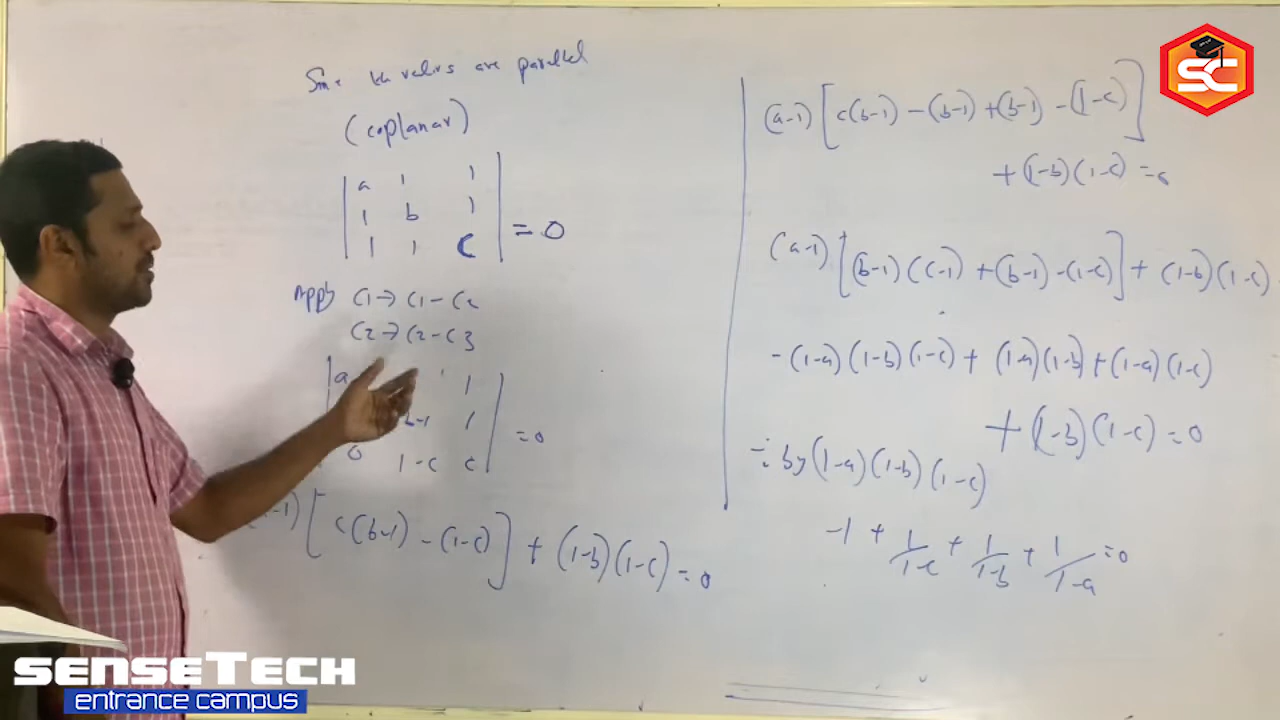 are parallel
(coplanar)
| a 1 1 |
| 1 b 1 | = 0
| 1 1 c |
Apply C1 → C1 - C2
C2 → C2 - C3
a 1
b-1 1 = 0
0 1-c c
-1) [ c(b-1) - (1-c) ] + (1-b)(1-c) = 0
(a-1) [ c(b-1) - (b-1) + (b-1) - (1-c) ]
+ (1-b)(1-c) = 0
(a-1) [ (b-1)(c-1) + (b-1) - (1-c) ] + (1-b)(1-c)
- (1-a)(1-b)(1-c) + (1-a)(1-b) + (1-a)(1-c)
+ (1-b)(1-c) = 0
÷ by (1-a)(1-b)(1-c)
-1 + 1/1-c + 1/1-b + 1/1-a = 0
SC
SENSETECH
entrance campus